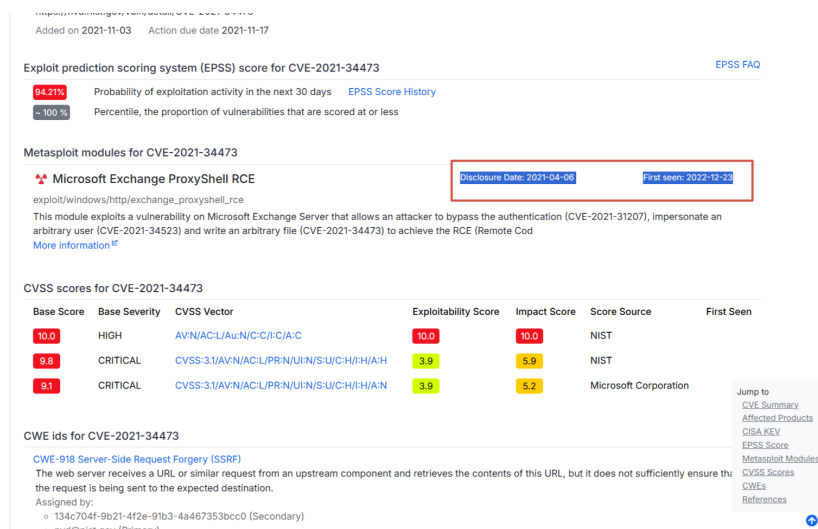 Added on 2021-11-03 Action due date 2021-11-17
Exploit prediction scoring system (EPSS) score for CVE-2021-34473
EPSS FAQ
94.21% Probability of exploitation activity in the next 30 days EPSS Score History
~ 100 % Percentile, the proportion of vulnerabilities that are scored at or less
Metasploit modules for CVE-2021-34473
Microsoft Exchange ProxyShell RCE Disclosure Date: 2021-04-06 First seen: 2022-12-23
exploit/windows/http/exchange_proxyshell_rce
This module exploits a vulnerability on Microsoft Exchange Server that allows an attacker to bypass the authentication (CVE-2021-31207), impersonate an
arbitrary user (CVE-2021-34523) and write an arbitrary file (CVE-2021-34473) to achieve the RCE (Remote Cod
More information
CVSS scores for CVE-2021-34473
Base Score Base Severity CVSS Vector Exploitability Score Impact Score Score Source First Seen
10.0 HIGH AV:N/AC:L/Au:N/C:C/I:C/A:C 10.0 10.0 NIST
9.8 CRITICAL CVSS:3.1/AV:N/AC:L/PR:N/UI:N/S:U/C:H/I:H/A:H 3.9 5.9 NIST
9.1 CRITICAL CVSS:3.1/AV:N/AC:L/PR:N/UI:N/S:U/C:H/I:H/A:N 3.9 5.2 Microsoft Corporation
CWE ids for CVE-2021-34473
CWE-918 Server-Side Request Forgery (SSRF)
The web server receives a URL or similar request from an upstream component and retrieves the contents of this URL, but it does not sufficiently ensure tha
the request is being sent to the expected destination.
Assigned by:
134c704f-9b21-4f2e-91b3-4a467353bcc0 (Secondary)
Jump to
CVE Summary
Affected Products
CISA KEV
EPSS Score
Metasploit Modules
CVSS Scores
CWEs
References